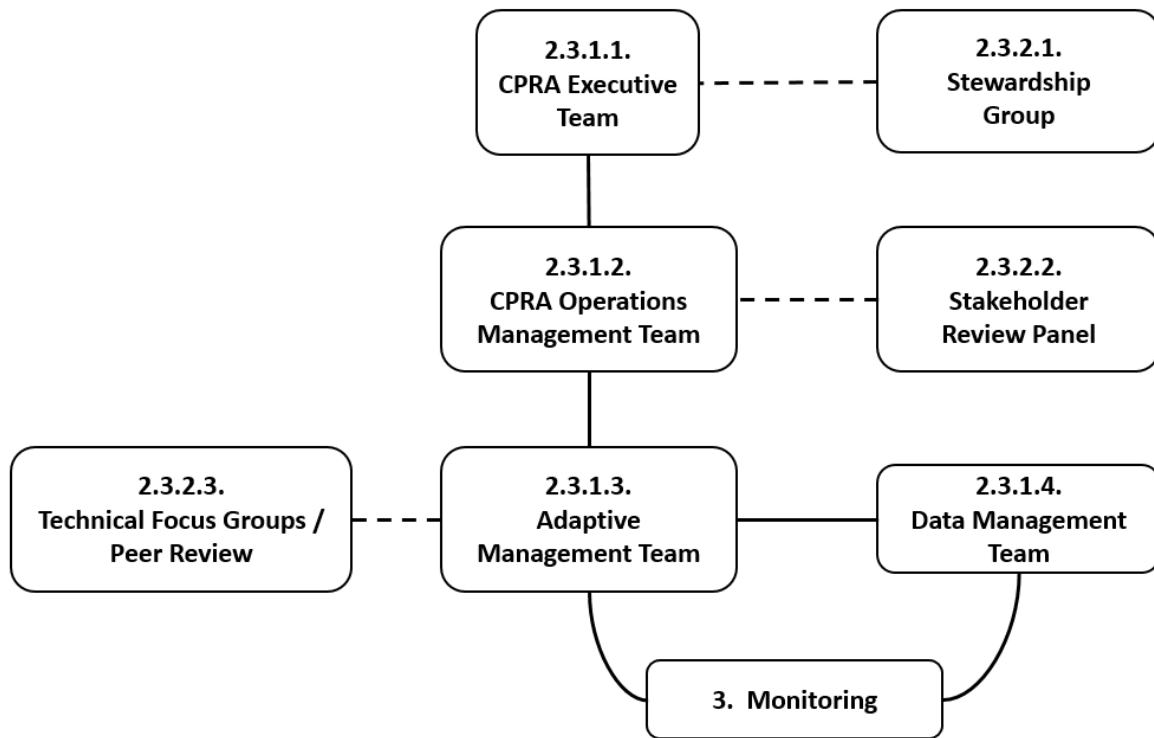 2.3.1.1.
CPRA Executive
Team
2.3.2.1.
Stewardship
Group
2.3.1.2.
CPRA Operations
Management Team
2.3.2.2.
Stakeholder
Review Panel
2.3.2.3.
Technical Focus Groups /
Peer Review
2.3.1.3.
Adaptive
Management Team
2.3.1.4.
Data Management
Team
3. Monitoring